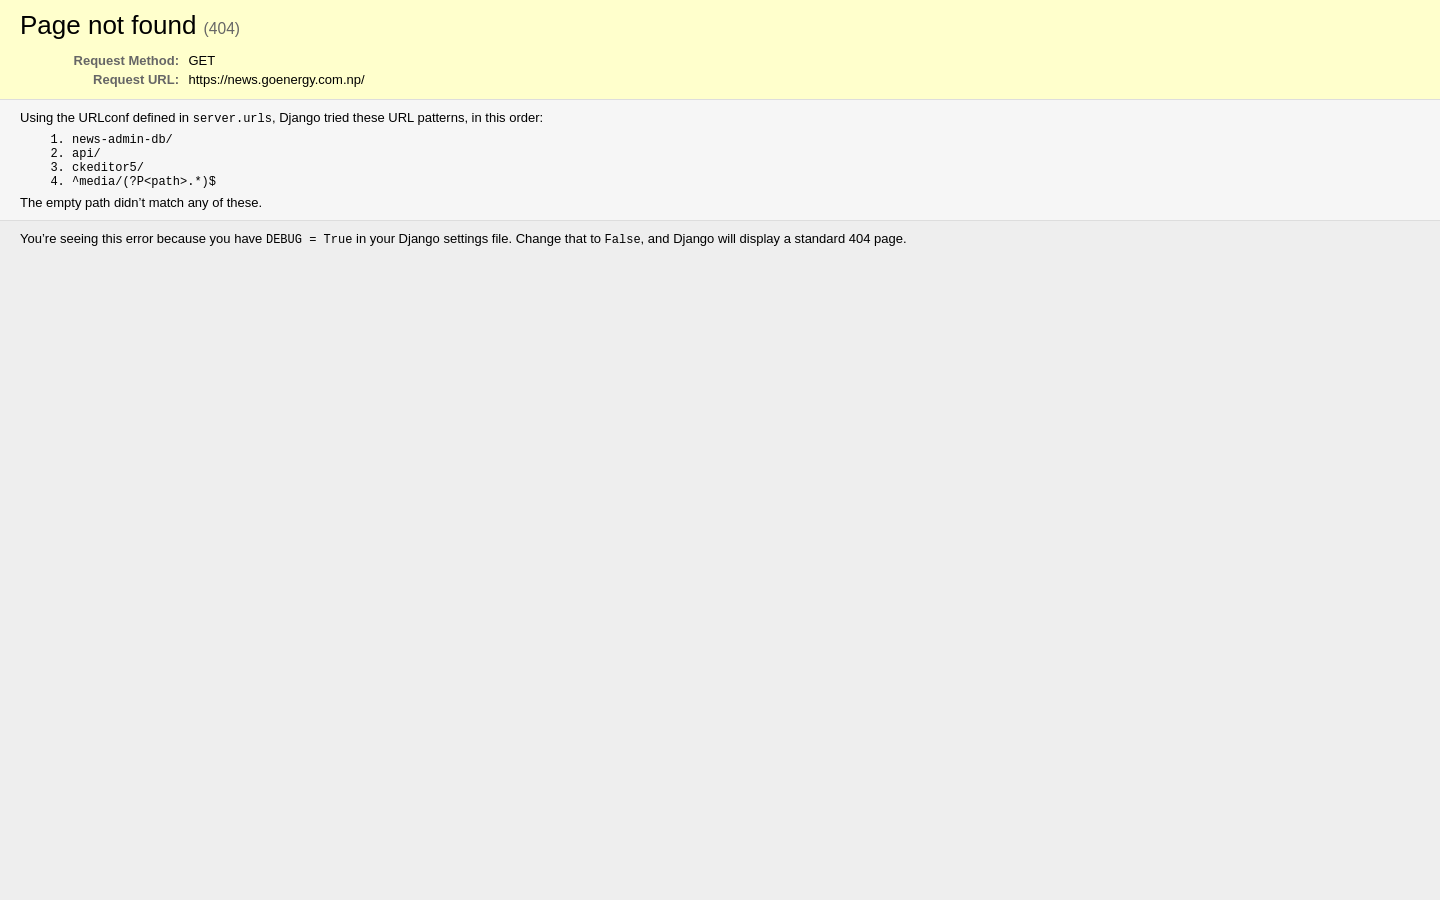 Page not found (404)
Request Method: GET
Request URL: https://news.goenergy.com.np/
Using the URLconf defined in server.urls, Django tried these URL patterns, in this order:
1. news-admin-db/
2. api/
3. ckeditor5/
4. ^media/(?P<path>.*)$
The empty path didn’t match any of these.
You’re seeing this error because you have DEBUG = True in your Django settings file. Change that to False, and Django will display a standard 404 page.